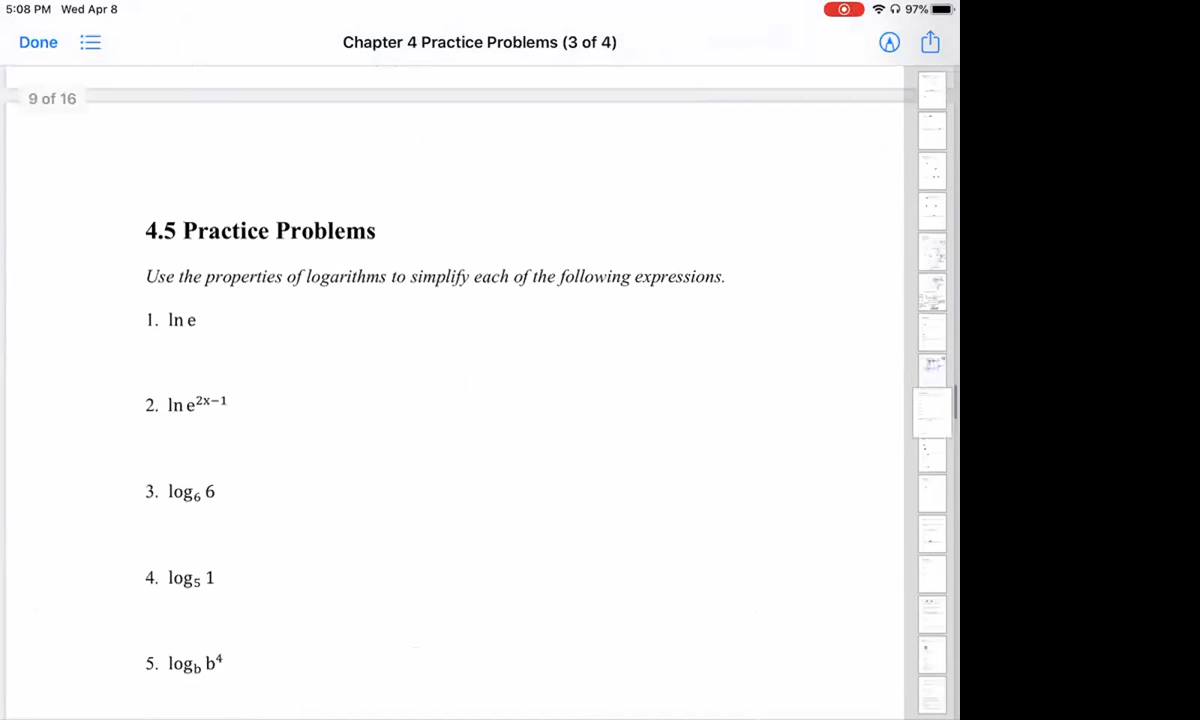 5:08 PM Wed Apr 8
97%
Done
Chapter 4 Practice Problems (3 of 4)
9 of 16
4.5 Practice Problems
Use the properties of logarithms to simplify each of the following expressions.
1. ln e
2. ln e²ˣ⁻¹
3. log₆ 6
4. log₅ 1
5. log_b b⁴